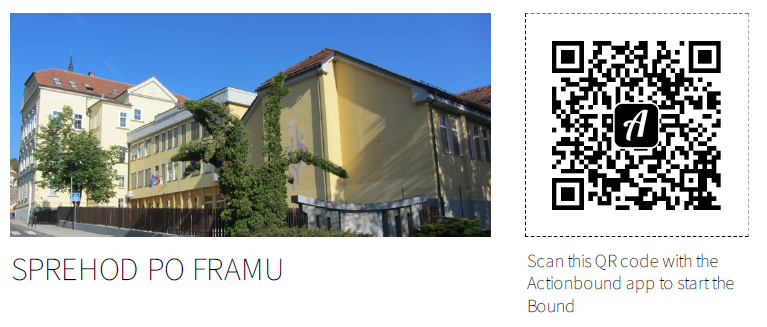 SPREHOD PO FRAMU
Scan this QR code with the
Actionbound app to start the
Bound